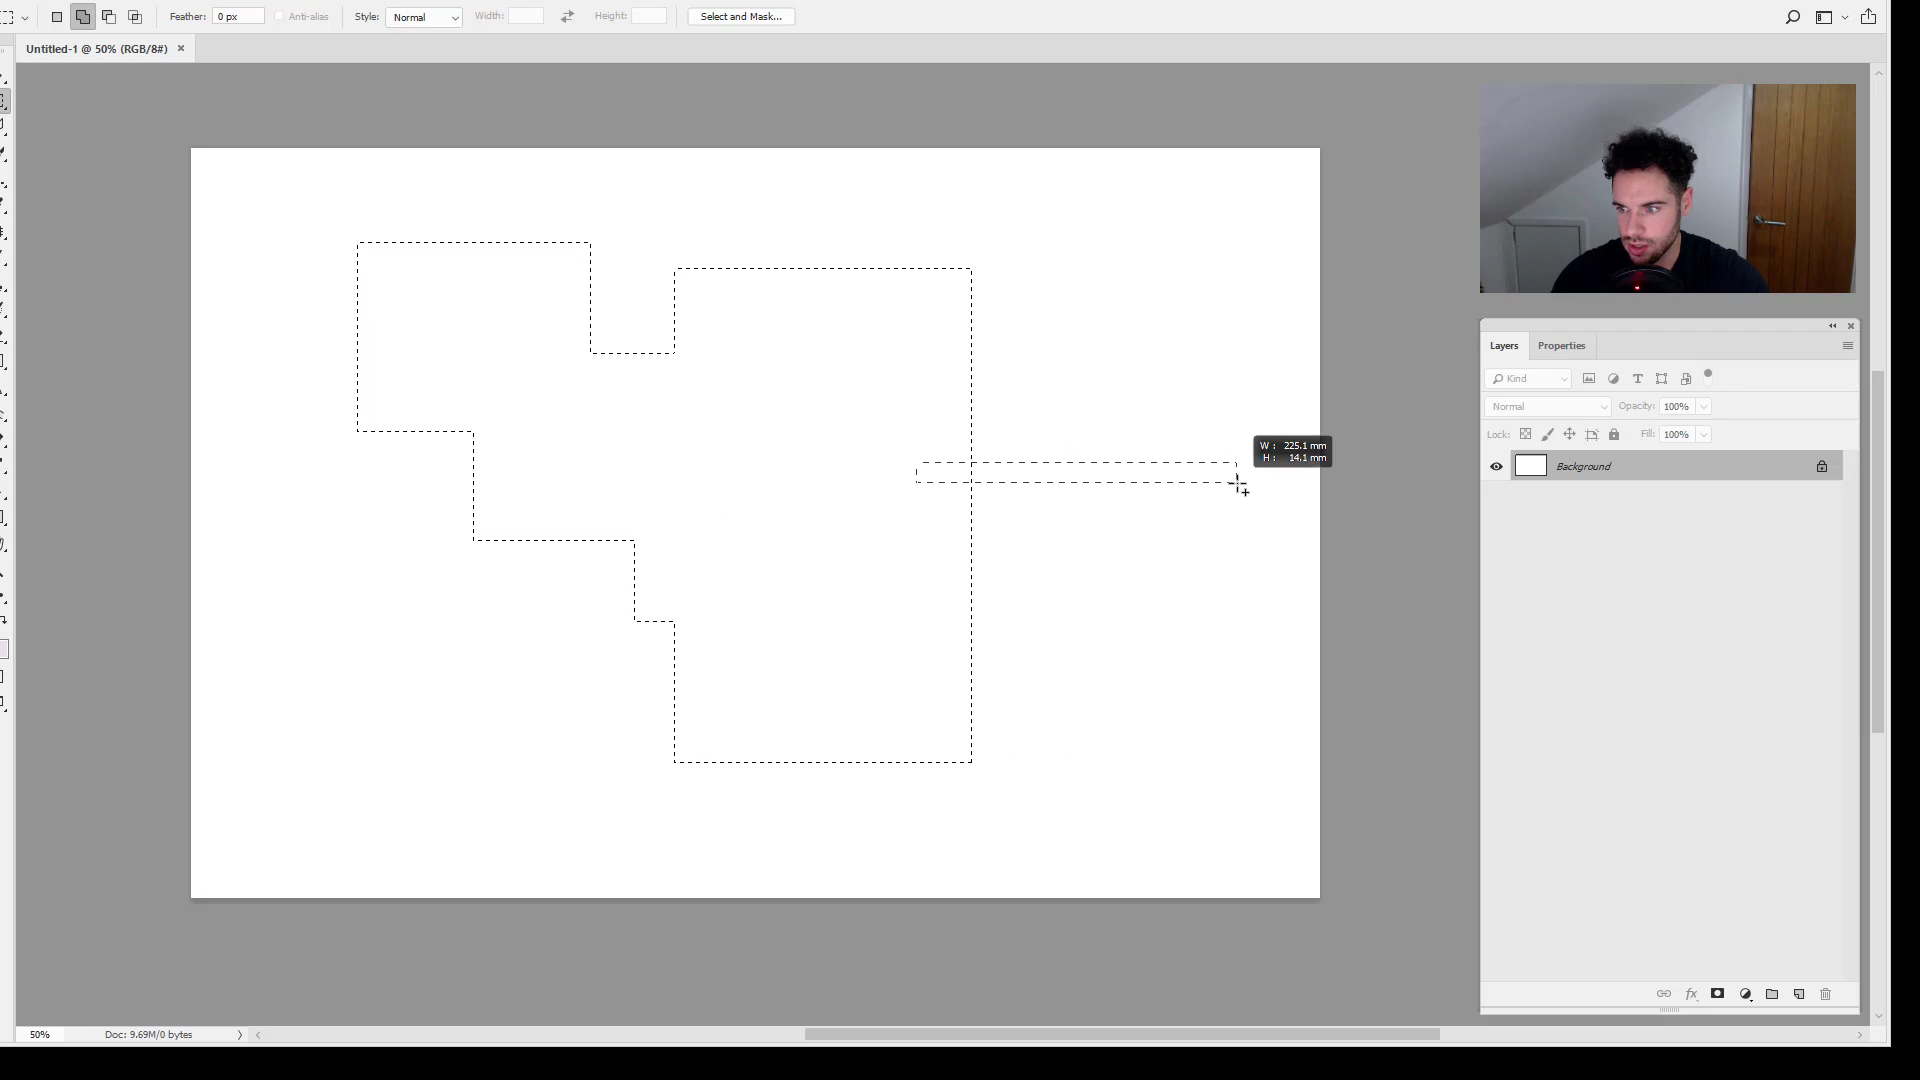 Feather: 0 px Anti-alias Style: Normal Width: Height: Select and Mask...
Untitled-1 @ 50% (RGB/8#) ×
W : 225.1 mm
H : 14.1 mm
Layers Properties
Kind
Normal Opacity: 100%
Lock: Fill: 100%
Background
fx
50% Doc: 9.69M/0 bytes